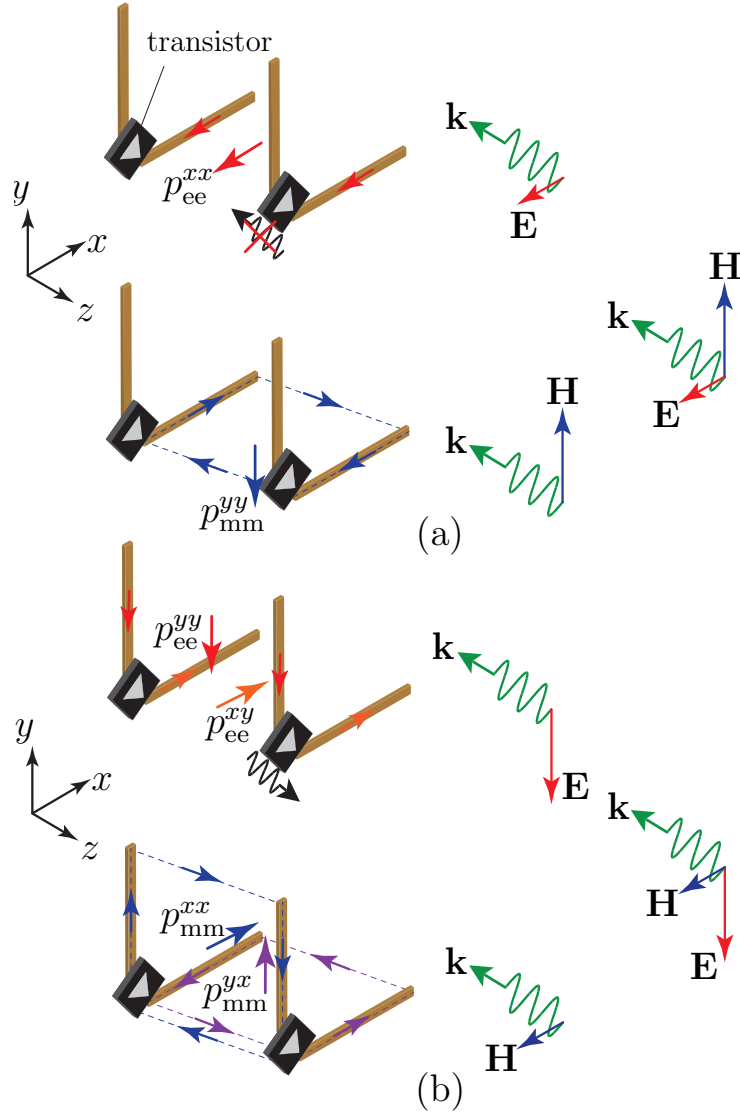 transistor
k
p_ee^xx
E
y
x
z
H
k
E
H
k
p_mm^yy
(a)
p_ee^yy
k
p_ee^xy
y
x
z
E
k
H
E
p_mm^xx
p_mm^yx
k
H
(b)